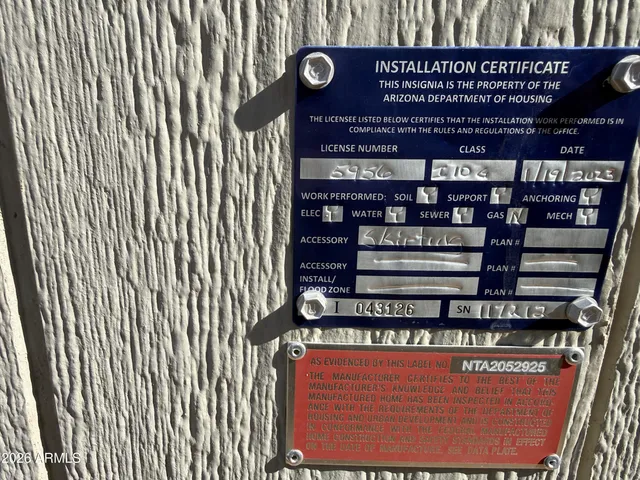 INSTALLATION CERTIFICATE
THIS INSIGNIA IS THE PROPERTY OF THE
ARIZONA DEPARTMENT OF HOUSING
THE LICENSEE LISTED BELOW CERTIFIES THAT THE INSTALLATION WORK PERFORMED IS IN
COMPLIANCE WITH THE RULES AND REGULATIONS OF THE OFFICE.
LICENSE NUMBER CLASS DATE
5956 I10G 1/19/2023
WORK PERFORMED: SOIL Y SUPPORT Y ANCHORING Y
ELEC Y WATER Y SEWER Y GAS N MECH Y
ACCESSORY Skirting PLAN #
ACCESSORY PLAN #
INSTALL/
FLOOD ZONE PLAN #
I 043126 SN 117213
AS EVIDENCED BY THIS LABEL NO. NTA2052925
THE MANUFACTURER CERTIFIES TO THE BEST OF THE
MANUFACTURER'S KNOWLEDGE AND BELIEF THAT THIS
MANUFACTURED HOME HAS BEEN INSPECTED IN ACCORD-
ANCE WITH THE REQUIREMENTS OF THE DEPARTMENT OF
HOUSING AND URBAN DEVELOPMENT AND IS CONSTRUCTED
IN CONFORMANCE WITH THE FEDERAL MANUFACTURED
HOME CONSTRUCTION AND SAFETY STANDARDS IN EFFECT
ON THE DATE OF MANUFACTURE. SEE DATA PLATE.
2026 ARMLS